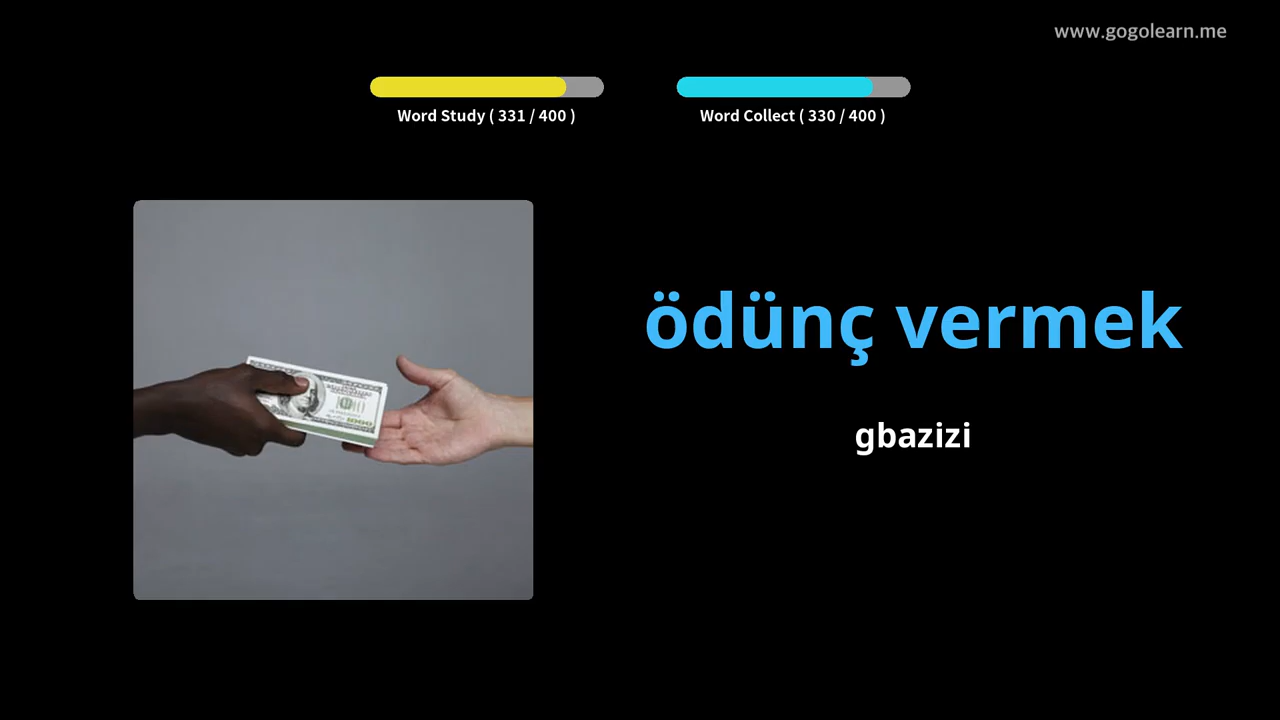 www.gogolearn.me
Word Study ( 331 / 400 )
Word Collect ( 330 / 400 )
ödünç vermek
gbazizi